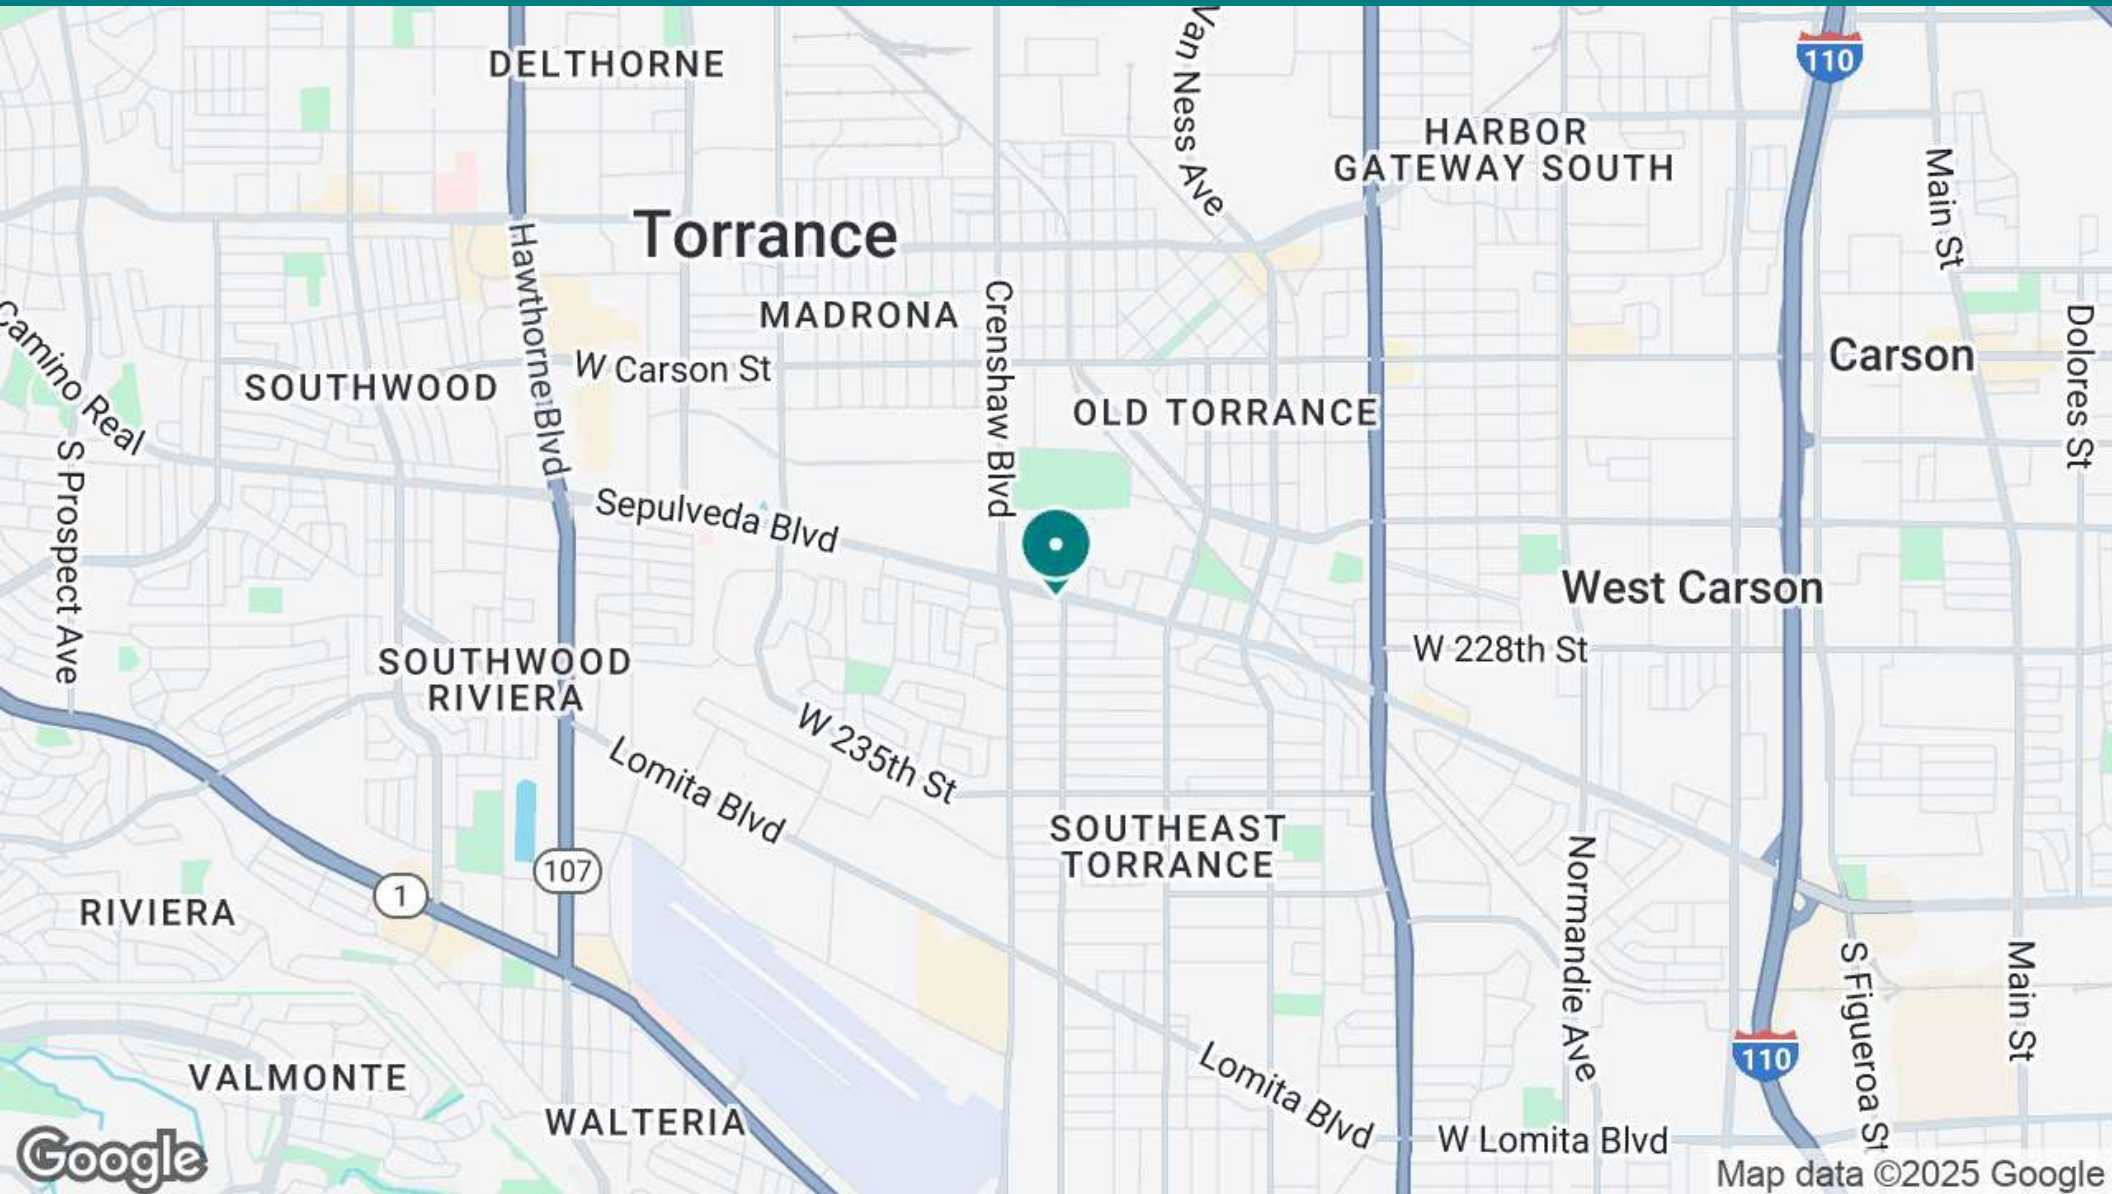 DELTHORNE
Van Ness Ave
110
HARBOR
GATEWAY SOUTH
Main St
Torrance
Hawthorne Blvd
MADRONA
Crenshaw Blvd
Camino Real
W Carson St
SOUTHWOOD
Carson
Dolores St
OLD TORRANCE
S Prospect Ave
Sepulveda Blvd
West Carson
W 228th St
SOUTHWOOD
RIVIERA
W 235th St
Lomita Blvd
SOUTHEAST
TORRANCE
107
1
RIVIERA
Normandie Ave
S Figueroa St
Main St
110
VALMONTE
WALTERIA
Lomita Blvd
W Lomita Blvd
Google
Map data ©2025 Google